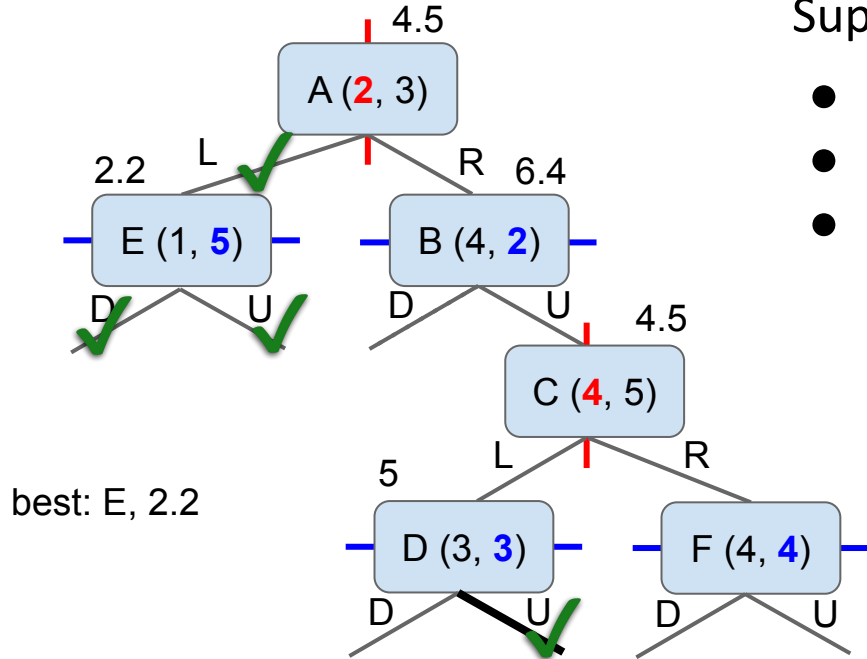 4.5
Sup
A (2, 3)
L
R
2.2
6.4
E (1, 5)
B (4, 2)
D
U
D
U
4.5
C (4, 5)
L
R
5
best: E, 2.2
D (3, 3)
F (4, 4)
D
U
D
U